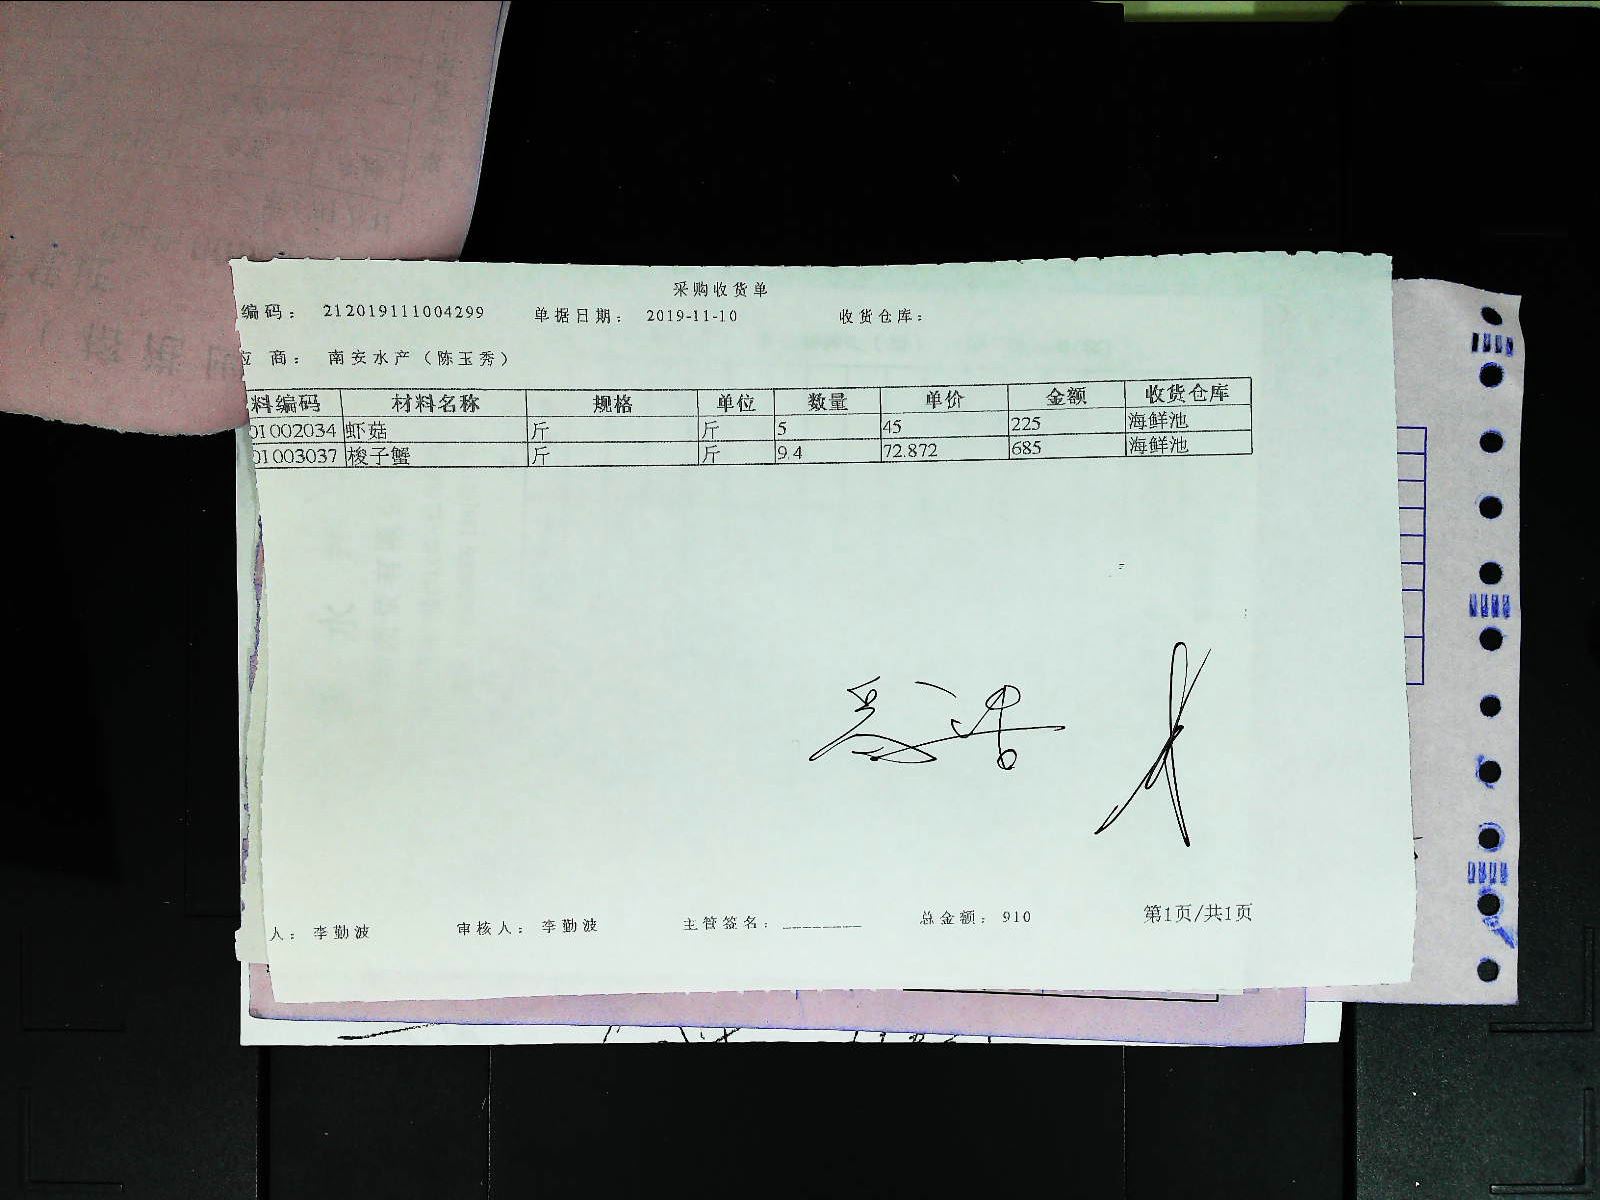 采购收货单
编码： 212019111004299 单据日期： 2019-11-10 收货仓库：
应 商： 南安水产（陈玉秀）
料编码 材料名称 规格 单位 数量 单价 金额 收货仓库
01002034 虾菇 斤 斤 5 45 225 海鲜池
01003037 梭子蟹 斤 斤 9.4 72.872 685 海鲜池
人： 李勤波 审核人： 李勤波 主管签名：________ 总金额： 910 第1页/共1页